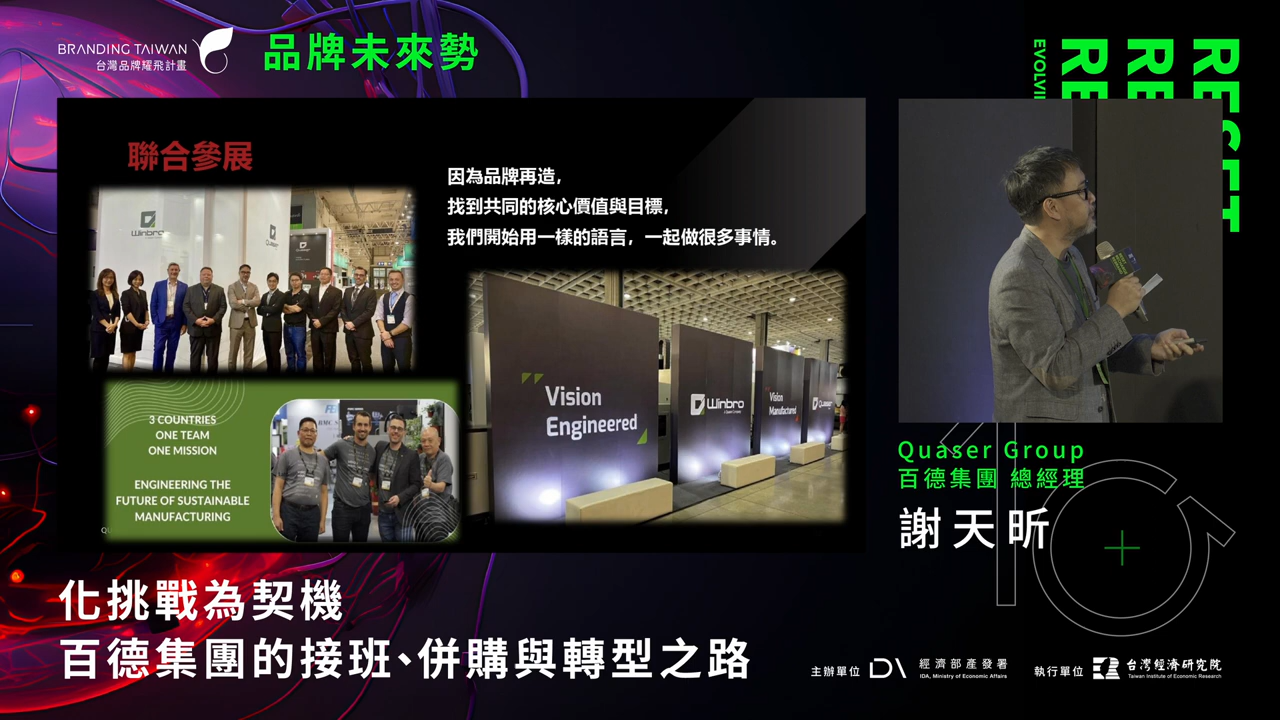 BRANDING TAIWAN
台灣品牌耀飛計畫
品牌未來勢
RESET
RE
RE
聯合參展
因為品牌再造，
找到共同的核心價值與目標，
我們開始用一樣的語言，一起做很多事情。
Winbro
Quaser
3 COUNTRIES
ONE TEAM
ONE MISSION
ENGINEERING THE
FUTURE OF SUSTAINABLE
MANUFACTURING
Vision
Engineered
Winbro
Vision
Manufactured
Quaser
Quaser Group
百德集團 總經理
謝天昕
化挑戰為契機
百德集團的接班、併購與轉型之路
主辦單位
經濟部產發署
IDA, Ministry of Economic Affairs
執行單位
台灣經濟研究院
Taiwan Institute of Economic Research